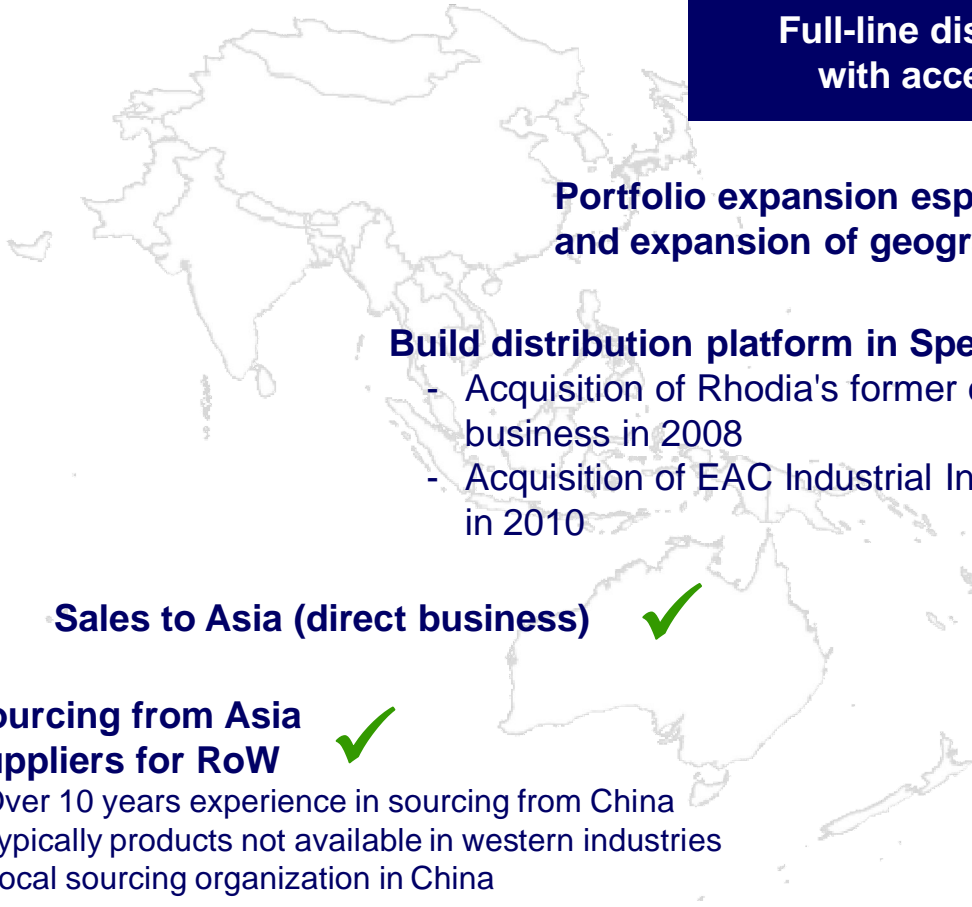 Full-line dis
with acce
Portfolio expansion esp
and expansion of geogr
Build distribution platform in Spe
- Acquisition of Rhodia's former
business in 2008
- Acquisition of EAC Industrial In
in 2010
Sales to Asia (direct business)
ourcing from Asia
uppliers for RoW
Over 10 years experience in sourcing from China
ypically products not available in western industries
ocal sourcing organization in China